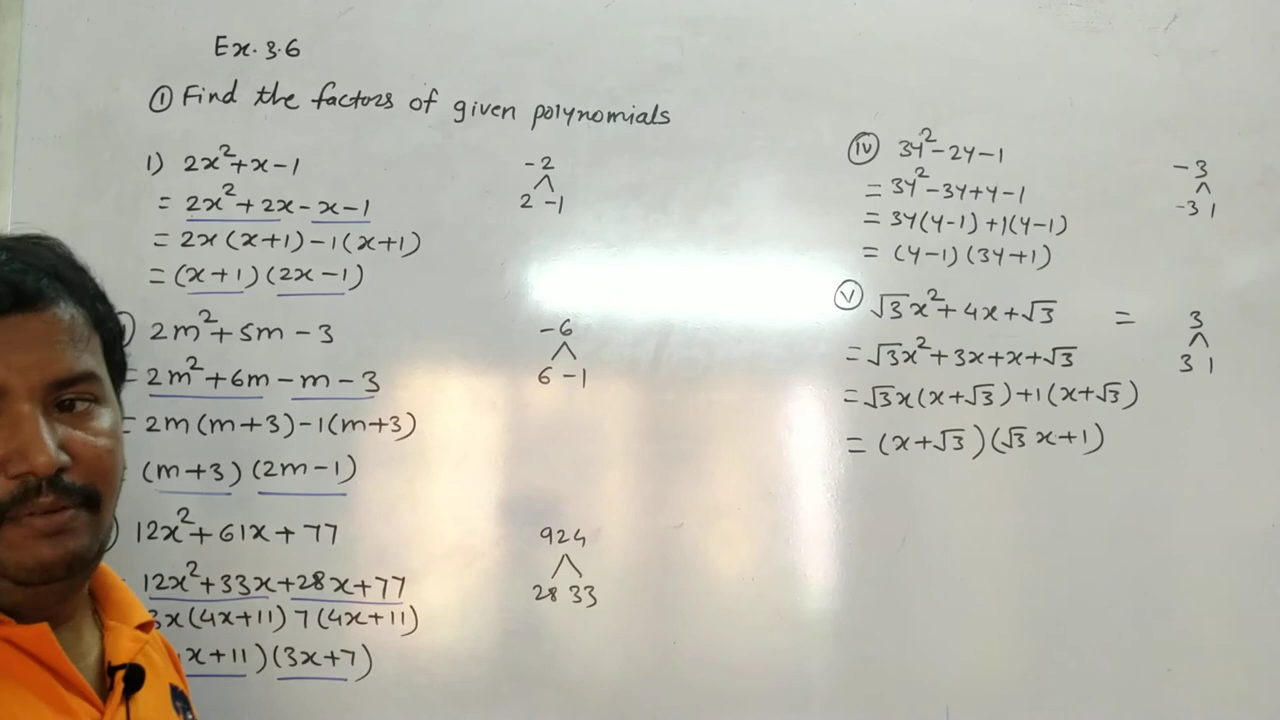 Ex. 3.6
① Find the factors of given polynomials
1) 2x²+x-1
-2
2 -1
= 2x²+2x-x-1
= 2x(x+1)-1(x+1)
= (x+1)(2x-1)
) 2m²+5m-3
-6
6 -1
= 2m²+6m-m-3
= 2m(m+3)-1(m+3)
(m+3)(2m-1)
) 12x²+61x+77
924
28 33
12x²+33x+28x+77
3x(4x+11) 7(4x+11)
x+11)(3x+7)
ⓘⓥ 3y²-2y-1
-3
-3 1
= 3y²-3y+y-1
= 3y(y-1)+1(y-1)
= (y-1)(3y+1)
ⓥ √3x²+4x+√3 = 3
3 1
= √3x²+3x+x+√3
= √3x(x+√3)+1(x+√3)
= (x+√3)(√3x+1)